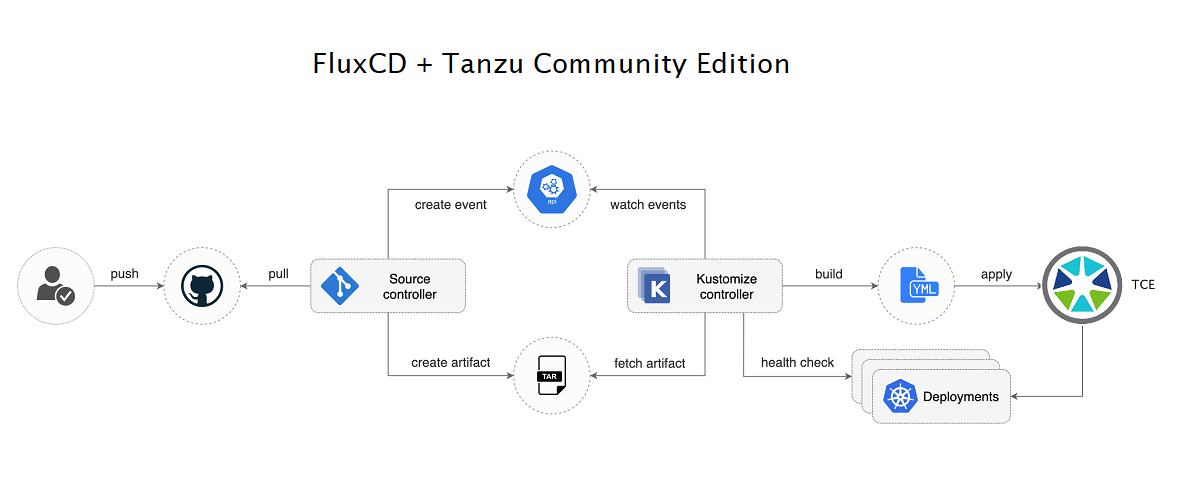 FluxCD + Tanzu Community Edition
api
create event
watch events
push
pull
Source
controller
Kustomize
controller
K
build
YML
apply
TCE
create artifact
TAR
fetch artifact
health check
Deployments